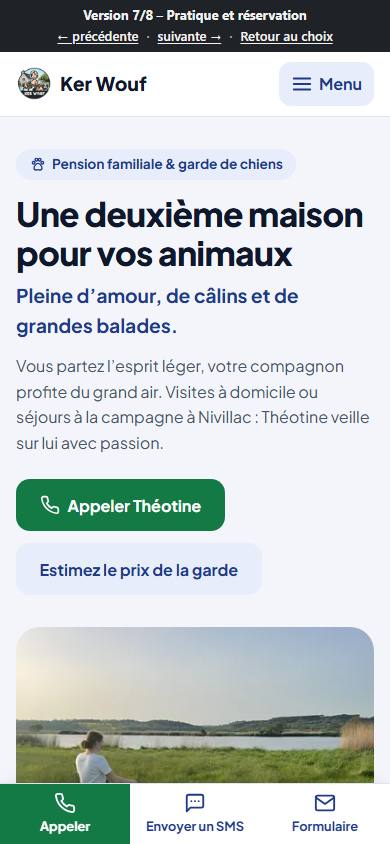 Version 7/8 – Pratique et réservation
← précédente · suivante → · Retour au choix
Ker Wouf
Menu
Pension familiale & garde de chiens
Une deuxième maison
pour vos animaux
Pleine d’amour, de câlins et de
grandes balades.
Vous partez l’esprit léger, votre compagnon
profite du grand air. Visites à domicile ou
séjours à la campagne à Nivillac : Théotine veille
sur lui avec passion.
Appeler Théotine
Estimez le prix de la garde
Appeler
Envoyer un SMS
Formulaire